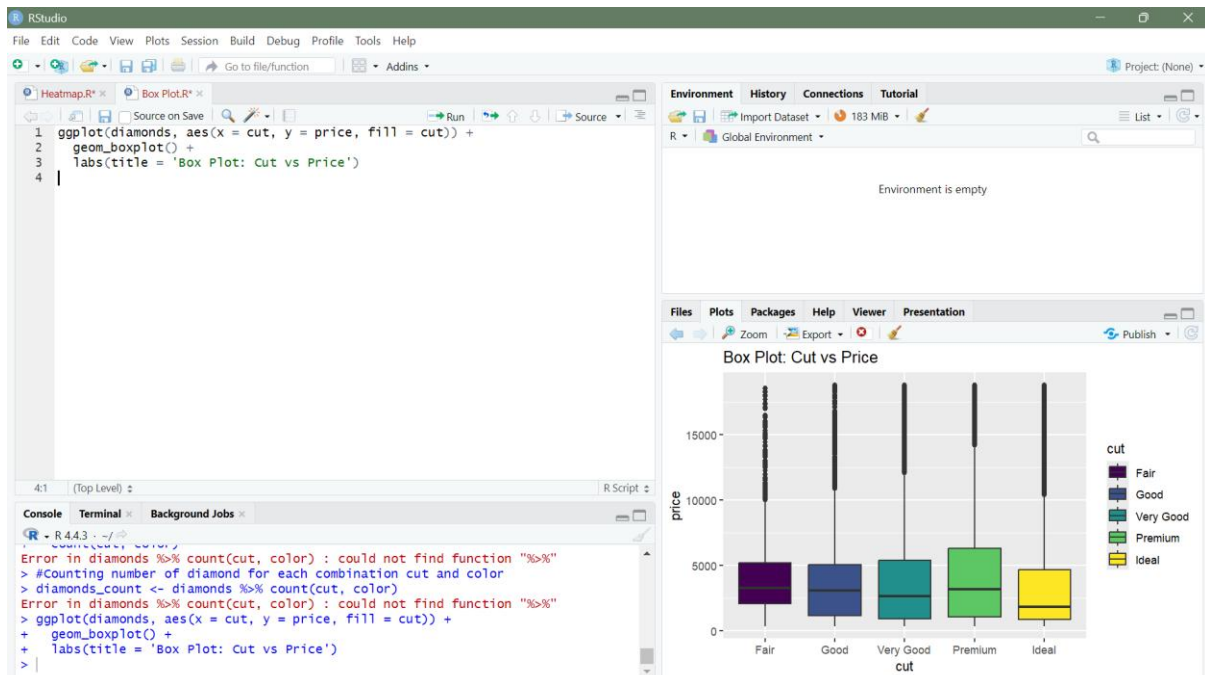 RStudio
File Edit Code View Plots Session Build Debug Profile Tools Help
Go to file/function Addins Project: (None)
Heatmap.R* Box Plot.R*
Source on Save Run Source
1 ggplot(diamonds, aes(x = cut, y = price, fill = cut)) +
2 geom_boxplot() +
3 labs(title = 'Box Plot: Cut vs Price')
4
4:1 (Top Level) R Script
Console Terminal Background Jobs
R 4.4.3 · ~/
+ count(cut, color)
Error in diamonds %>% count(cut, color) : could not find function "%>%"
> #Counting number of diamond for each combination cut and color
> diamonds_count <- diamonds %>% count(cut, color)
Error in diamonds %>% count(cut, color) : could not find function "%>%"
> ggplot(diamonds, aes(x = cut, y = price, fill = cut)) +
+ geom_boxplot() +
+ labs(title = 'Box Plot: Cut vs Price')
>
Environment History Connections Tutorial
Import Dataset 183 MiB List
R Global Environment
Environment is empty
Files Plots Packages Help Viewer Presentation
Zoom Export Publish
Box Plot: Cut vs Price
15000
10000
5000
0
price
Fair Good Very Good Premium Ideal
cut
cut
Fair
Good
Very Good
Premium
Ideal